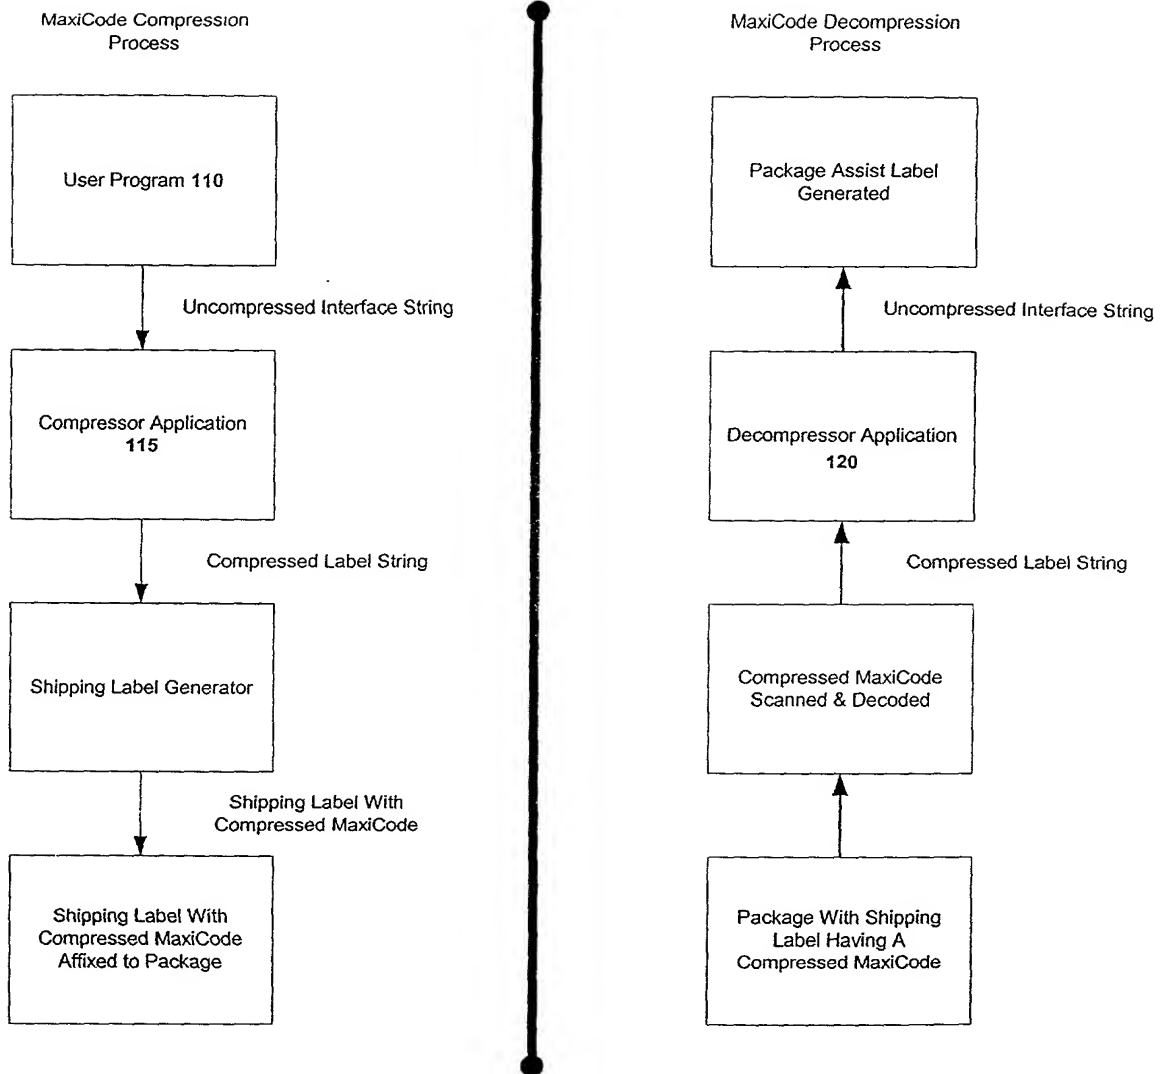 MaxiCode Compression
Process
User Program 110
Uncompressed Interface String
Compressor Application
115
Compressed Label String
Shipping Label Generator
Shipping Label With
Compressed MaxiCode
Shipping Label With
Compressed MaxiCode
Affixed to Package
MaxiCode Decompression
Process
Package Assist Label
Generated
Uncompressed Interface String
Decompressor Application
120
Compressed Label String
Compressed MaxiCode
Scanned & Decoded
Package With Shipping
Label Having A
Compressed MaxiCode